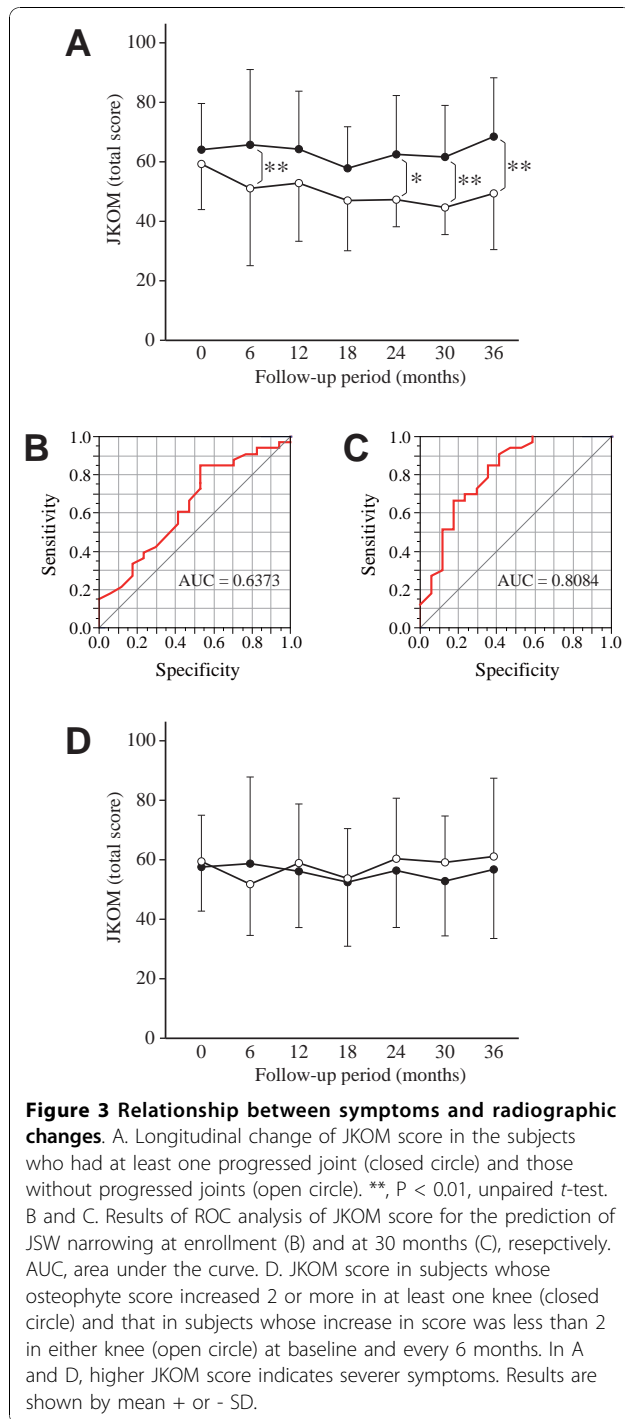 A
100
80
60
40
20
0
JKOM (total score)
**
*
**
**
0 6 12 18 24 30 36
Follow-up period (months)
B
1.0
0.8
0.6
0.4
0.2
0.0
Sensitivity
AUC = 0.6373
0.0 0.2 0.4 0.6 0.8 1.0
Specificity
C
1.0
0.8
0.6
0.4
0.2
0.0
Sensitivity
AUC = 0.8084
0.0 0.2 0.4 0.6 0.8 1.0
Specificity
D
100
80
60
40
20
0
JKOM (total score)
0 6 12 18 24 30 36
Follow-up period (months)
Figure 3 Relationship between symptoms and radiographic
changes. A. Longitudinal change of JKOM score in the subjects
who had at least one progressed joint (closed circle) and those
without progressed joints (open circle). **, P < 0.01, unpaired t-test.
B and C. Results of ROC analysis of JKOM score for the prediction of
JSW narrowing at enrollment (B) and at 30 months (C), resepctively.
AUC, area under the curve. D. JKOM score in subjects whose
osteophyte score increased 2 or more in at least one knee (closed
circle) and that in subjects whose increase in score was less than 2
in either knee (open circle) at baseline and every 6 months. In A
and D, higher JKOM score indicates severer symptoms. Results are
shown by mean + or - SD.